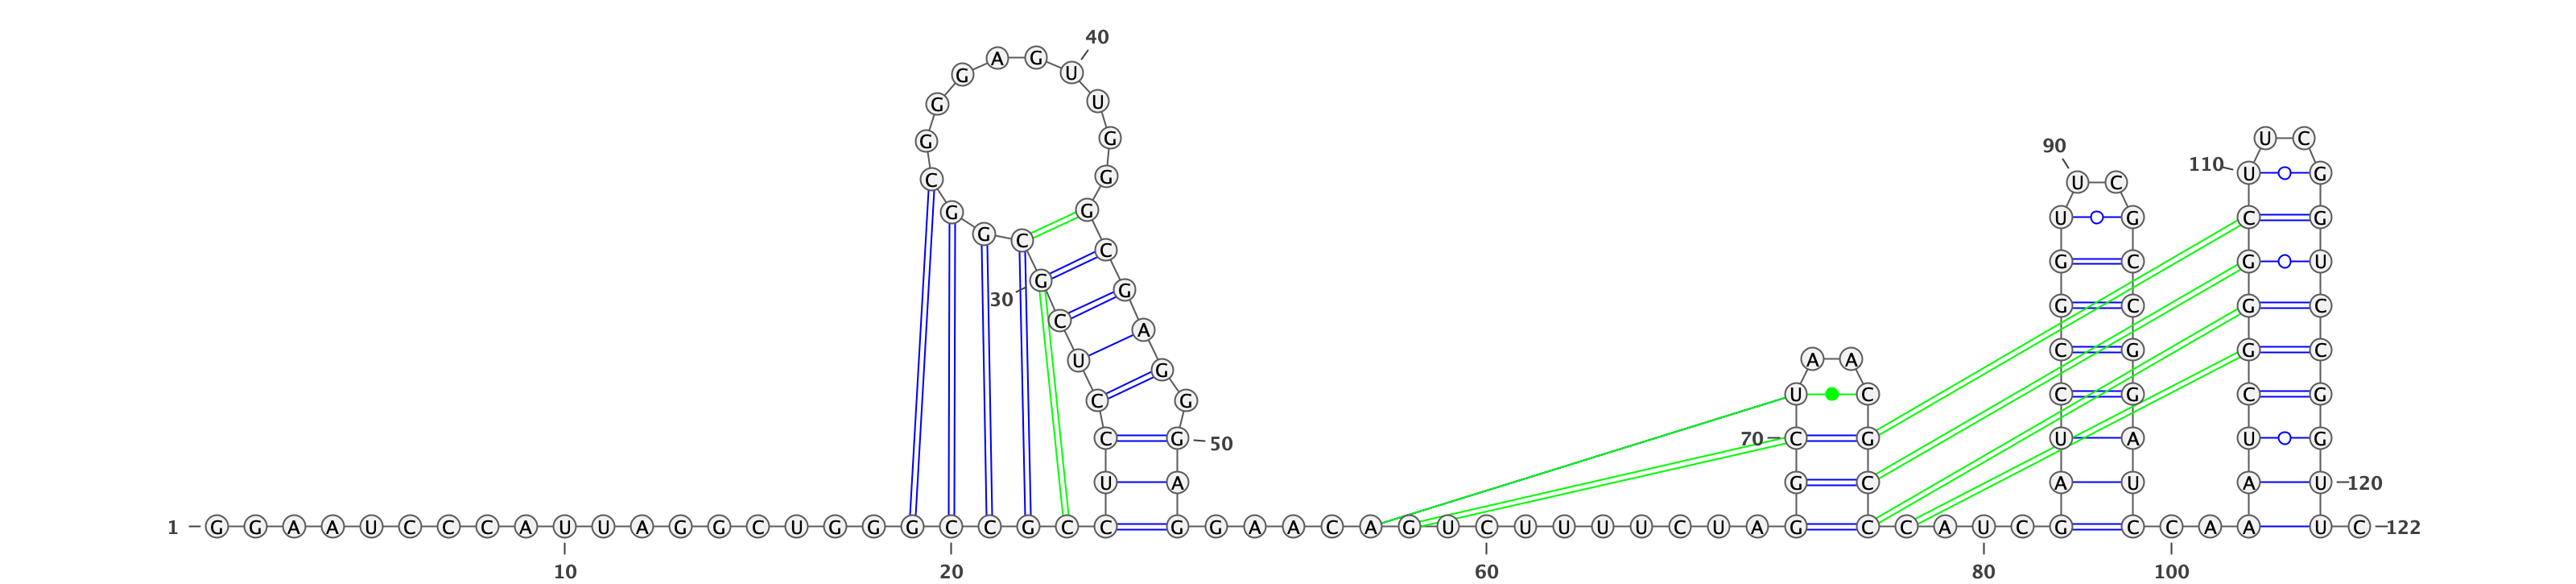 1 G G A A U C C C A U
10
U A G G C U G G G C
20
C G C C U C C U C G
30
C G G C G G G A G U
40
U G G G C G A G G G
50
A G G A A C A G U C
60
U U U U C U A G G C
70
U A A C G C C C A U
80
C G A U C C G G U U
90
C G C C G G A U C C
100
A A A U C G G G C U
110
U C G G U C C G G U
120
U C
122